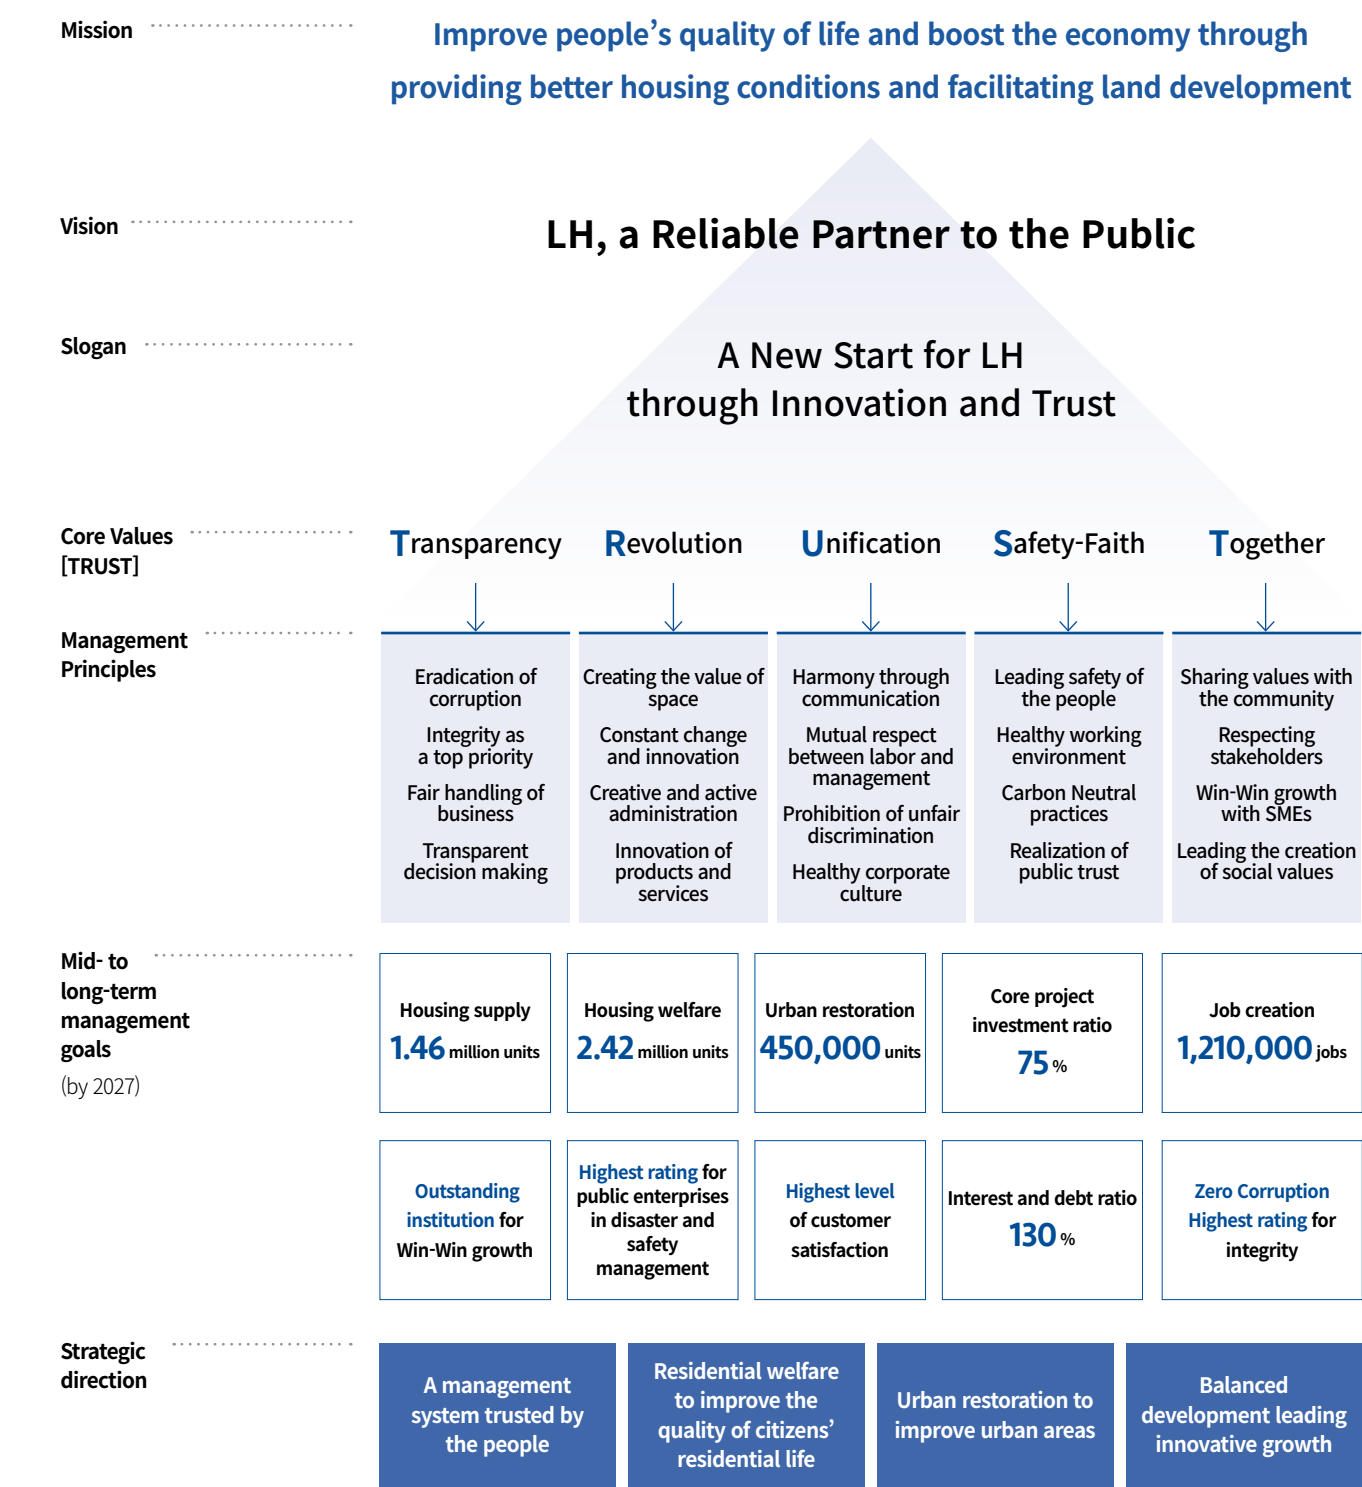 Mission
Improve people’s quality of life and boost the economy through
providing better housing conditions and facilitating land development
Vision
LH, a Reliable Partner to the Public
Slogan
A New Start for LH
through Innovation and Trust
Core Values
[TRUST]
Transparency
Revolution
Unification
Safety-Faith
Together
Management
Principles
Eradication of
corruption
Integrity as
a top priority
Fair handling of
business
Transparent
decision making
Creating the value of
space
Constant change
and innovation
Creative and active
administration
Innovation of
products and
services
Harmony through
communication
Mutual respect
between labor and
management
Prohibition of unfair
discrimination
Healthy corporate
culture
Leading safety of
the people
Healthy working
environment
Carbon Neutral
practices
Realization of
public trust
Sharing values with
the community
Respecting
stakeholders
Win-Win growth
with SMEs
Leading the creation
of social values
Mid- to
long-term
management
goals
(by 2027)
Housing supply
1.46 million units
Housing welfare
2.42 million units
Urban restoration
450,000 units
Core project
investment ratio
75 %
Job creation
1,210,000 jobs
Outstanding
institution for
Win-Win growth
Highest rating for
public enterprises
in disaster and
safety
management
Highest level
of customer
satisfaction
Interest and debt ratio
130 %
Zero Corruption
Highest rating for
integrity
Strategic
direction
A management
system trusted by
the people
Residential welfare
to improve the
quality of citizens’
residential life
Urban restoration to
improve urban areas
Balanced
development leading
innovative growth